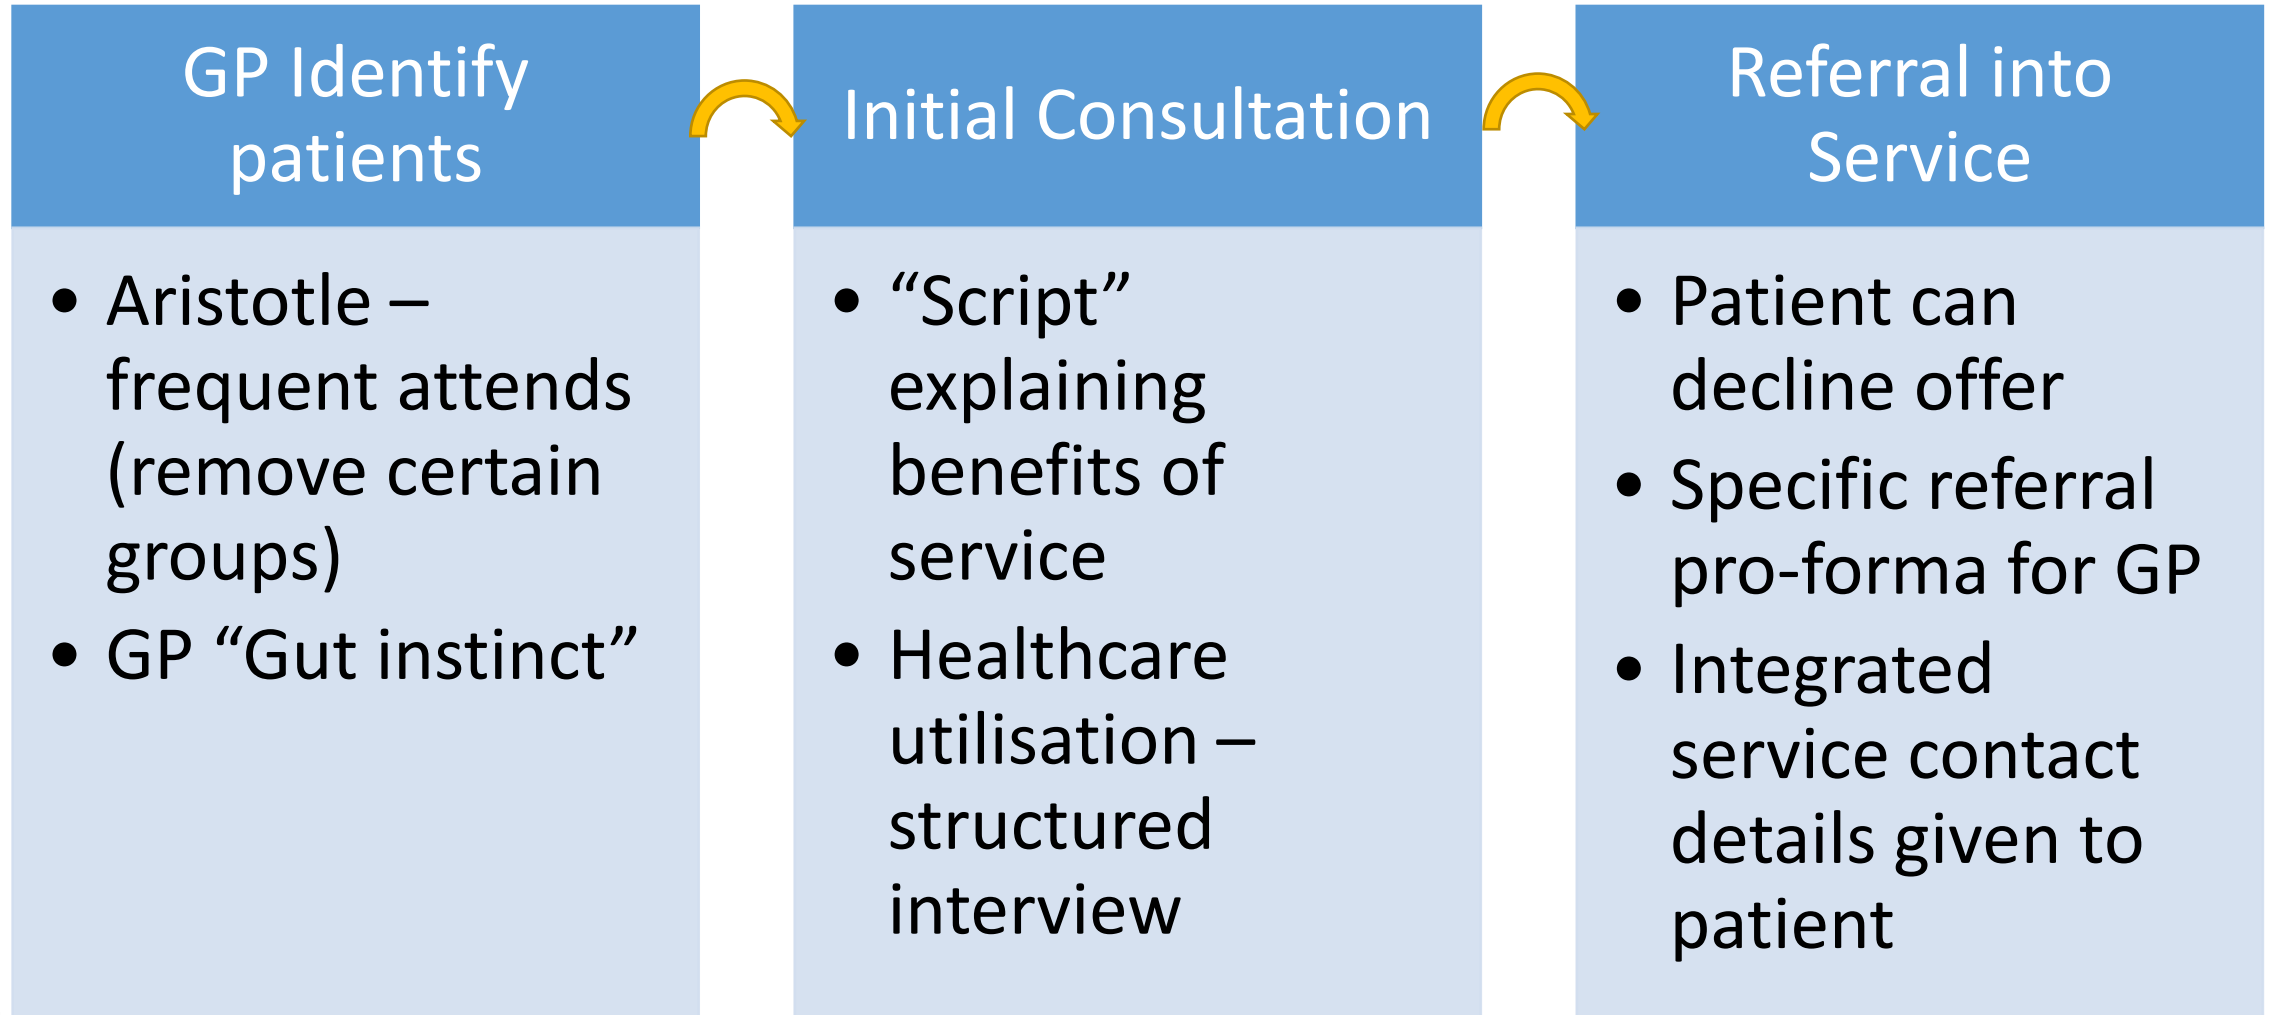 GP Identify
patients
• Aristotle –
frequent attends
(remove certain
groups)
• GP “Gut instinct”
Initial Consultation
• “Script”
explaining
benefits of
service
• Healthcare
utilisation –
structured
interview
Referral into
Service
• Patient can
decline offer
• Specific referral
pro-forma for GP
• Integrated
service contact
details given to
patient